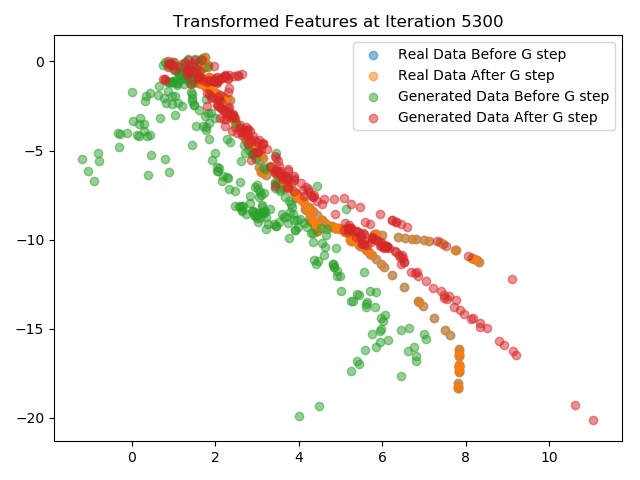 Transformed Features at Iteration 5300
Real Data Before G step
Real Data After G step
Generated Data Before G step
Generated Data After G step
0
−5
−10
−15
−20
0 2 4 6 8 10